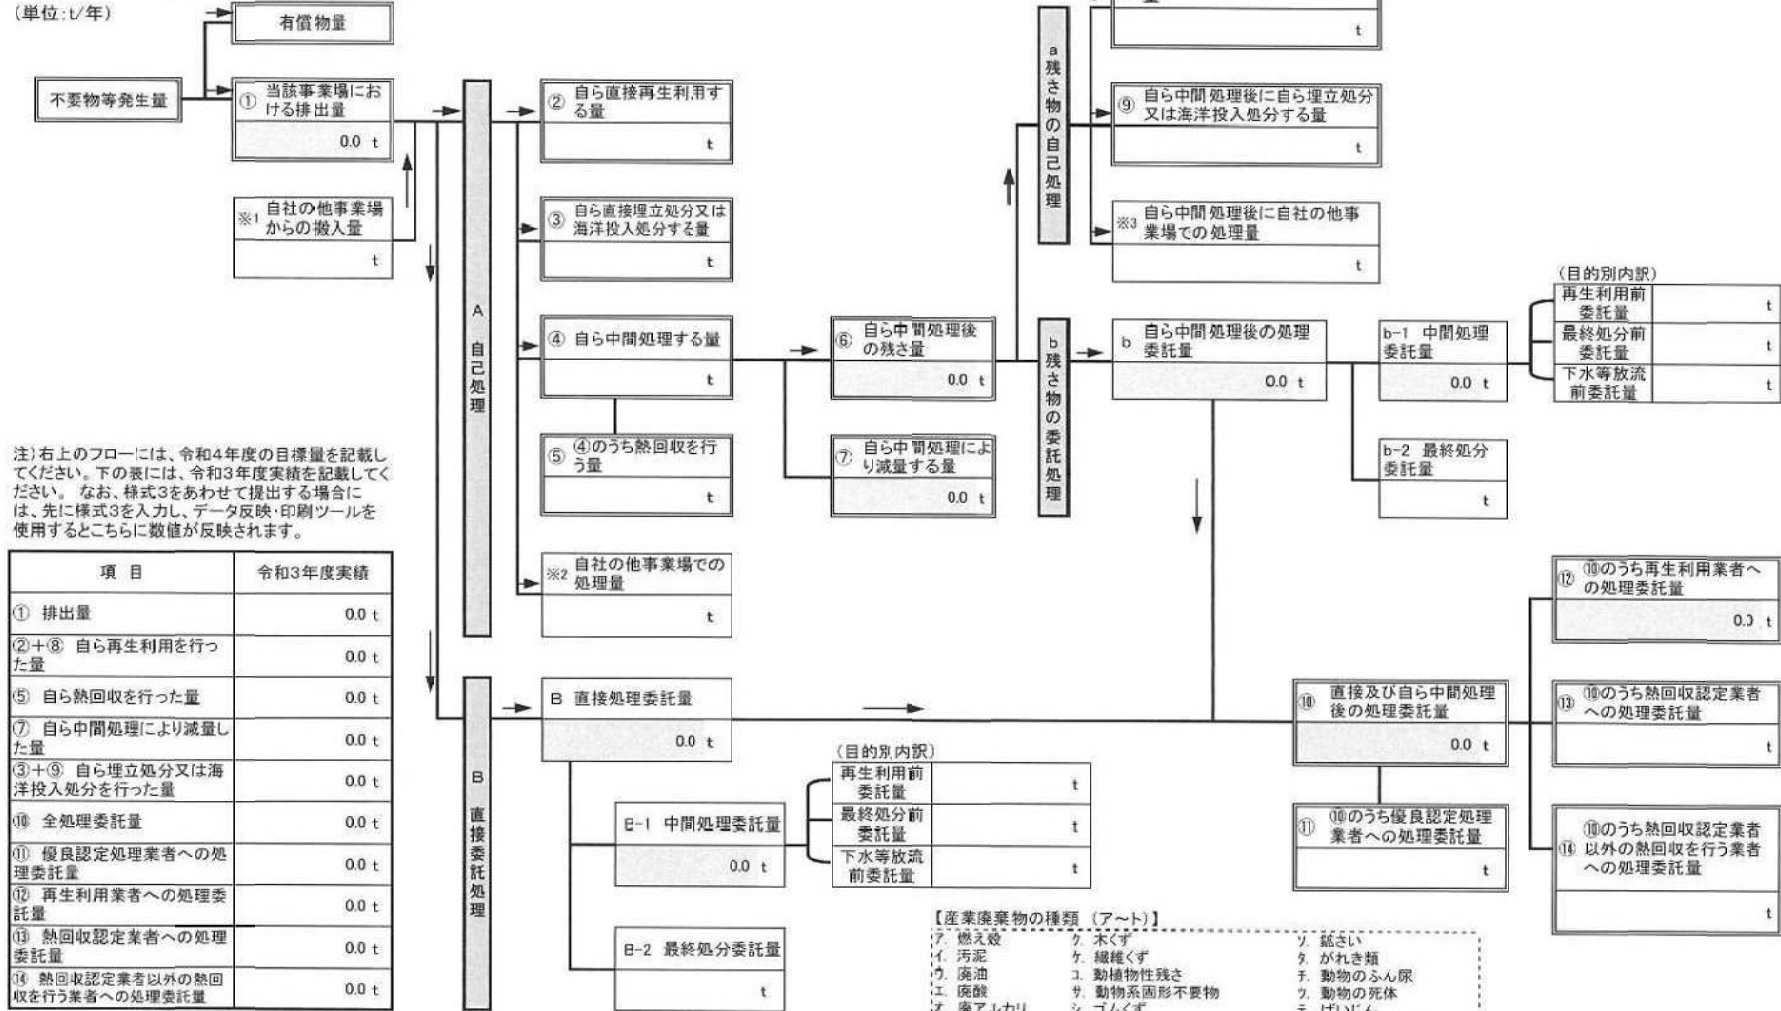 (単位:t/年)
有償物量
不要物等発生量
① 当該事業場にお
ける排出量
0.0 t
※1 自社の他事業場
からの搬入量
t
A 自己処理
② 自ら直接再生利用す
る量
t
③ 自ら直接埋立処分又は
海洋投入処分する量
t
④ 自ら中間処理する量
t
⑤ ④のうち熱回収を行
う量
t
※2 自社の他事業場での
処理量
t
⑥ 自ら中間処理後
の残さ量
0.0 t
⑦ 自ら中間処理によ
り減量する量
0.0 t
a 残さ物の自己処理
量
t
⑨ 自ら中間処理後に自ら埋立処分
又は海洋投入処分する量
t
※3 自ら中間処理後に自社の他事
業場での処理量
t
b 残さ物の委託処理
b 自ら中間処理後の処理
委託量
0.0 t
b-1 中間処理
委託量
0.0 t
(目的別内訳)
再生利用前
委託量
t
最終処分前
委託量
t
下水等放流
前委託量
t
b-2 最終処分
委託量
t
注)右上のフローには、令和4年度の目標量を記載し
てください。下の表には、令和3年度実績を記載してく
ださい。 なお、様式3をあわせて提出する場合に
は、先に様式3を入力し、データ反映・印刷ツールを
使用するとこちらに数値が反映されます。
項 目 令和3年度実績
① 排出量 0.0 t
②+⑧ 自ら再生利用を行っ
た量 0.0 t
⑤ 自ら熱回収を行った量 0.0 t
⑦ 自ら中間処理により減量し
た量 0.0 t
③+⑨ 自ら埋立処分又は海
洋投入処分を行った量 0.0 t
⑩ 全処理委託量 0.0 t
⑪ 優良認定処理業者への処
理委託量 0.0 t
⑫ 再生利用業者への処理委
託量 0.0 t
⑬ 熱回収認定業者への処理
委託量 0.0 t
⑭ 熱回収認定業者以外の熱回
収を行う業者への処理委託量 0.0 t
B 直接委託処理
B 直接処理委託量
0.0 t
B-1 中間処理委託量
0.0 t
(目的別内訳)
再生利用前
委託量
t
最終処分前
委託量
t
下水等放流
前委託量
t
B-2 最終処分委託量
t
⑩ 直接及び自ら中間処理
後の処理委託量
0.0 t
⑪ ⑩のうち優良認定処理
業者への処理委託量
t
⑫ ⑩のうち再生利用業者へ
の処理委託量
0.0 t
⑬ ⑩のうち熱回収認定業者
への処理委託量
t
⑭ ⑩のうち熱回収認定業者
以外の熱回収を行う業者
への処理委託量
t
【産業廃棄物の種類 (ア~ト)】
ア. 燃え殻 ク. 木くず ソ. 鉱さい
イ. 汚泥 ケ. 繊維くず タ. がれき類
ウ. 廃油 コ. 動植物性残さ チ. 動物のふん尿
エ. 廃酸 サ. 動物系固形不要物 ツ. 動物の死体
オ. 廃アルカリ シ. ゴムくず テ. ばいじん